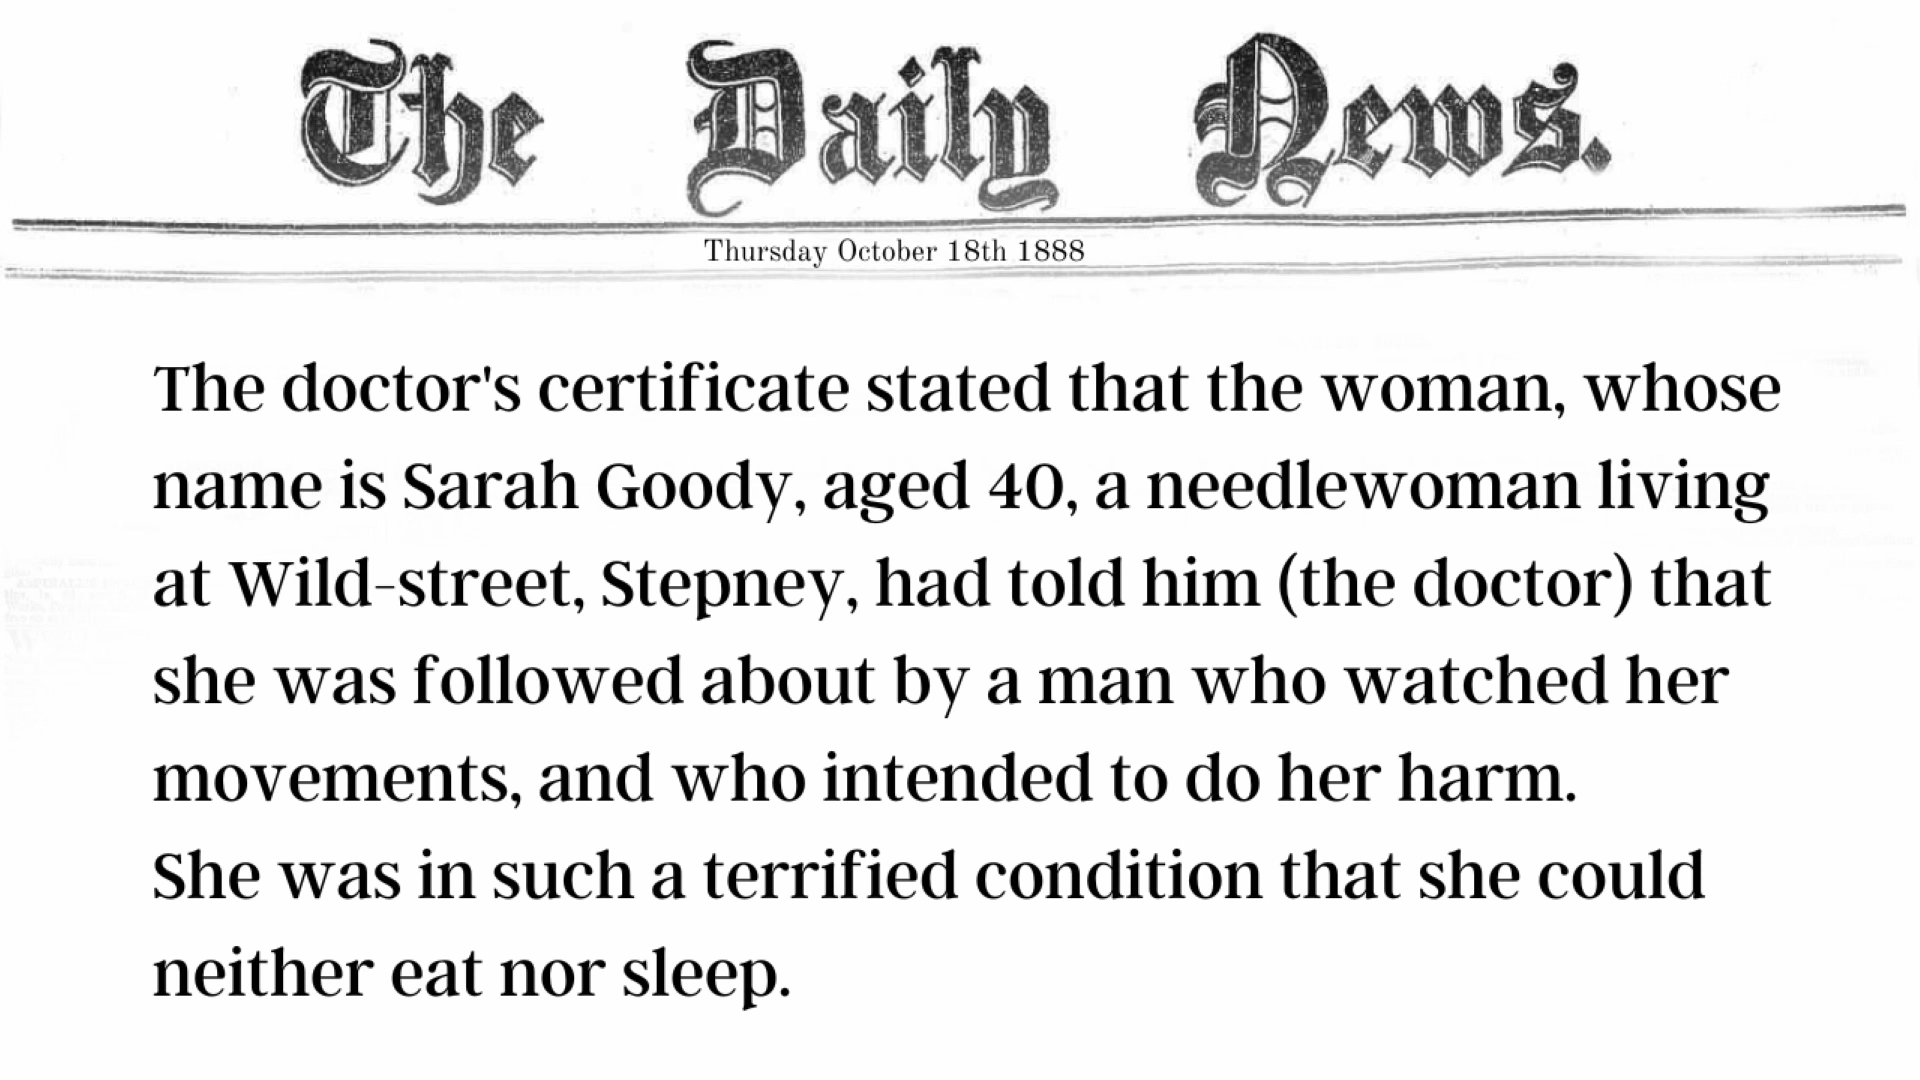 The Daily News.
Thursday October 18th 1888
The doctor's certificate stated that the woman, whose
name is Sarah Goody, aged 40, a needlewoman living
at Wild-street, Stepney, had told him (the doctor) that
she was followed about by a man who watched her
movements, and who intended to do her harm.
She was in such a terrified condition that she could
neither eat nor sleep.